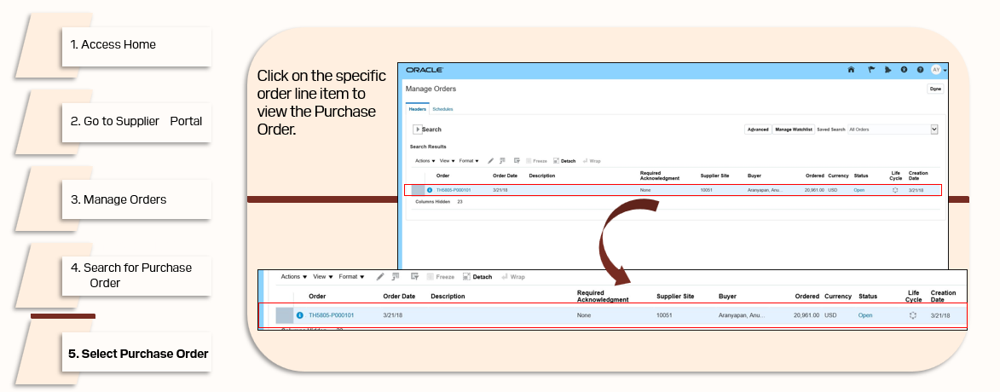 1. Access Home
2. Go to Supplier Portal
3. Manage Orders
4. Search for Purchase
Order
5. Select Purchase Order
Click on the specific
order line item to
view the Purchase
Order.
ORACLE
AY
Manage Orders
Done
Headers Schedules
Search
Advanced Manage Watchlist Saved Search All Orders
Search Results
Actions View Format Freeze Detach Wrap
Order Order Date Description Required Acknowledgment Supplier Site Buyer Ordered Currency Status Life Cycle Creation Date
TH5805-P000101 3/21/18 None 10051 Aranyapan, Anu... 20,961.00 USD Open 3/21/18
Columns Hidden 23
Actions View Format Freeze Detach Wrap
Order Order Date Description Required Acknowledgment Supplier Site Buyer Ordered Currency Status Life Cycle Creation Date
TH5805-P000101 3/21/18 None 10051 Aranyapan, Anu... 20,961.00 USD Open 3/21/18